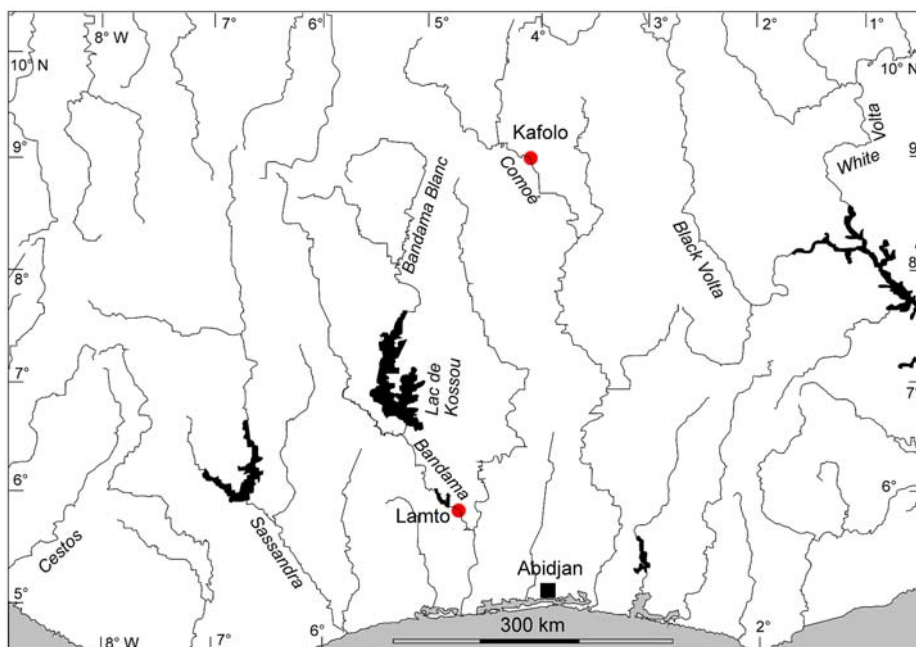 8° W
7°
6°
5°
4°
3°
2°
1°
10° N
10° N
Volta
White
Kafolo
9°
9°
Comoé
Bandama Blanc
Black Volta
8°
8
7°
7°
Lac de
Kossou
6°
6°
Bandama
Lamto
Cestos
Sassandra
Abidjan
5°
300 km
8° W
7°
6°
2°